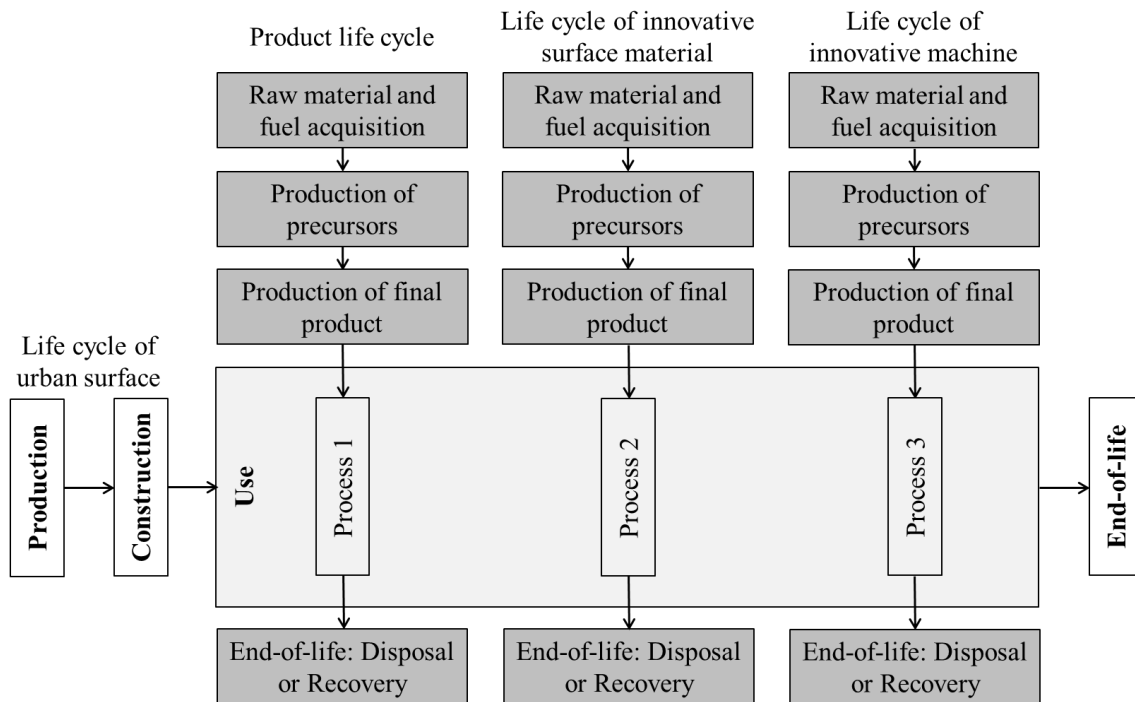 Product life cycle
Life cycle of innovative
surface material
Life cycle of
innovative machine
Raw material and
fuel acquisition
Raw material and
fuel acquisition
Raw material and
fuel acquisition
Production of
precursors
Production of
precursors
Production of
precursors
Production of final
product
Production of final
product
Production of final
product
Life cycle of
urban surface
Production
Construction
Use
Process 1
Process 2
Process 3
End-of-life
End-of-life: Disposal
or Recovery
End-of-life: Disposal
or Recovery
End-of-life: Disposal
or Recovery